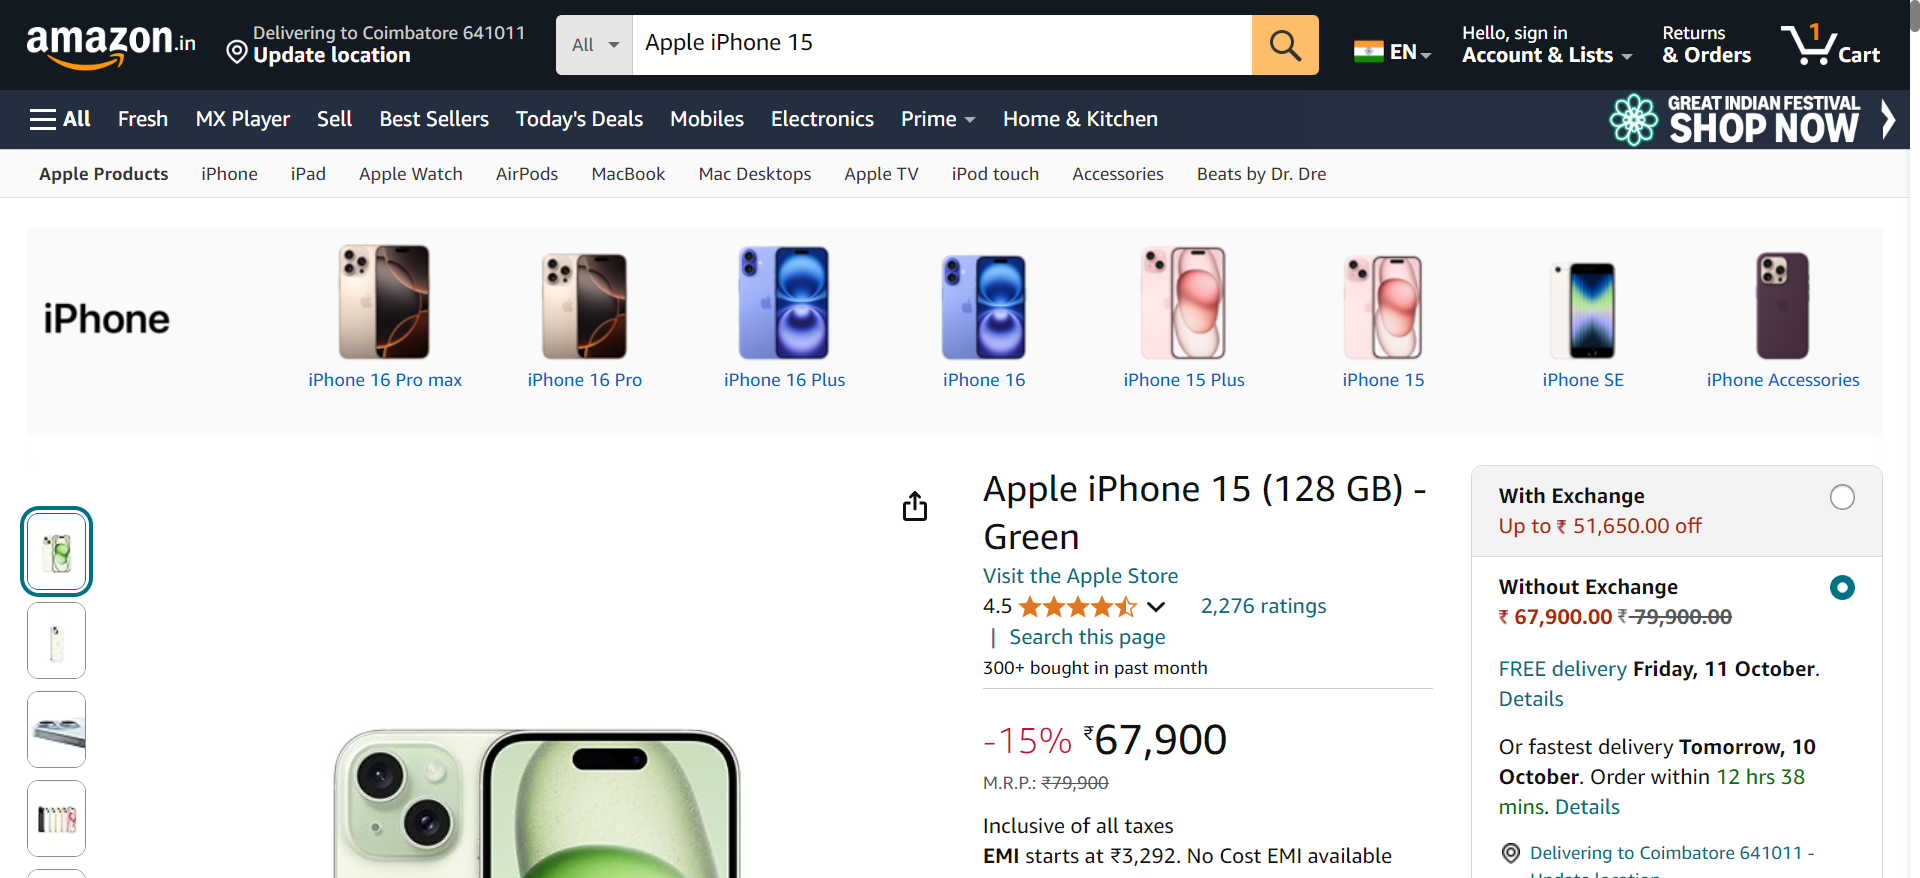 amazon.in
Delivering to Coimbatore 641011
Update location
All
Apple iPhone 15
EN
Hello, sign in
Account & Lists
Returns
& Orders
1
Cart
All
Fresh
MX Player
Sell
Best Sellers
Today's Deals
Mobiles
Electronics
Prime
Home & Kitchen
GREAT INDIAN FESTIVAL
SHOP NOW
Apple Products
iPhone
iPad
Apple Watch
AirPods
MacBook
Mac Desktops
Apple TV
iPod touch
Accessories
Beats by Dr. Dre
iPhone
iPhone 16 Pro max
iPhone 16 Pro
iPhone 16 Plus
iPhone 16
iPhone 15 Plus
iPhone 15
iPhone SE
iPhone Accessories
Apple iPhone 15 (128 GB) -
Green
Visit the Apple Store
4.5
2,276 ratings
| Search this page
300+ bought in past month
-15% ₹67,900
M.R.P.: ₹79,900
Inclusive of all taxes
EMI starts at ₹3,292. No Cost EMI available
With Exchange
Up to ₹ 51,650.00 off
Without Exchange
₹ 67,900.00 ₹ 79,900.00
FREE delivery Friday, 11 October.
Details
Or fastest delivery Tomorrow, 10
October. Order within 12 hrs 38
mins. Details
Delivering to Coimbatore 641011 -
Update location